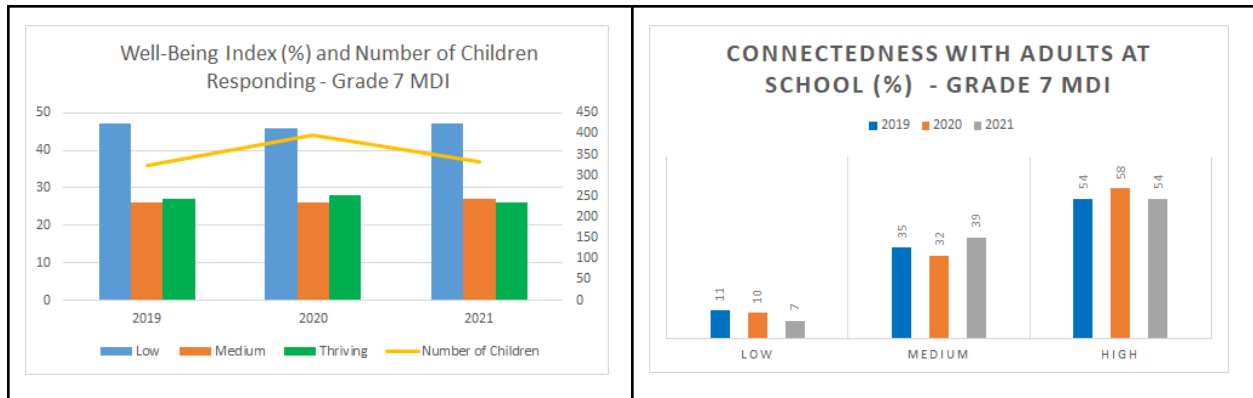 Well-Being Index (%) and Number of Children
Responding - Grade 7 MDI
50
40
30
20
10
0
450
400
350
300
250
200
150
100
50
0
2019 2020 2021
Low Medium Thriving Number of Children
CONNECTEDNESS WITH ADULTS AT
SCHOOL (%) - GRADE 7 MDI
2019 2020 2021
11 10 7
35 32 39
54 58 54
LOW MEDIUM HIGH